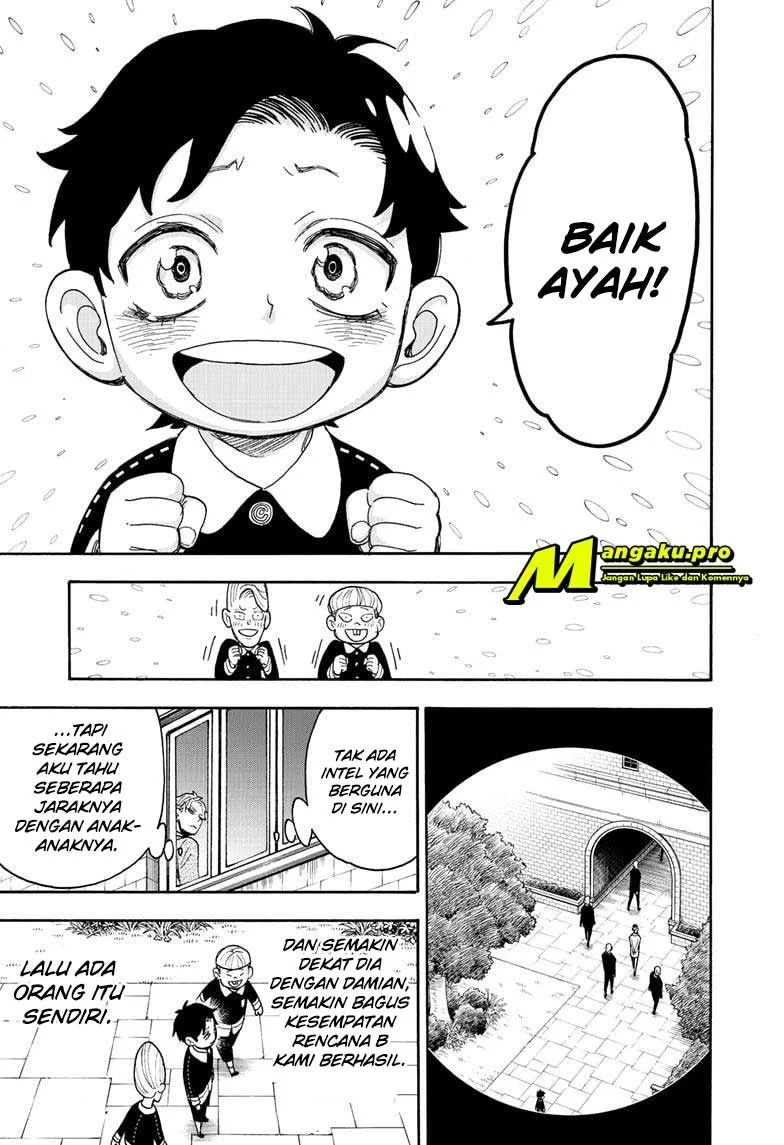 BAIK
AYAH!
Mangaku.pro
Jangan Lupa Like dan Komennya
TAK ADA
INTEL YANG
BERGUNA
DI SINI...
...TAPI
SEKARANG
AKU TAHU
SEBERAPA
JARAKNYA
DENGAN ANAK-
ANAKNYA.
DAN SEMAKIN
DEKAT DIA
DENGAN DAMIAN,
SEMAKIN BAGUS
KESEMPATAN
RENCANA B
KAMI BERHASIL.
LALU ADA
ORANG ITU
SENDIRI.